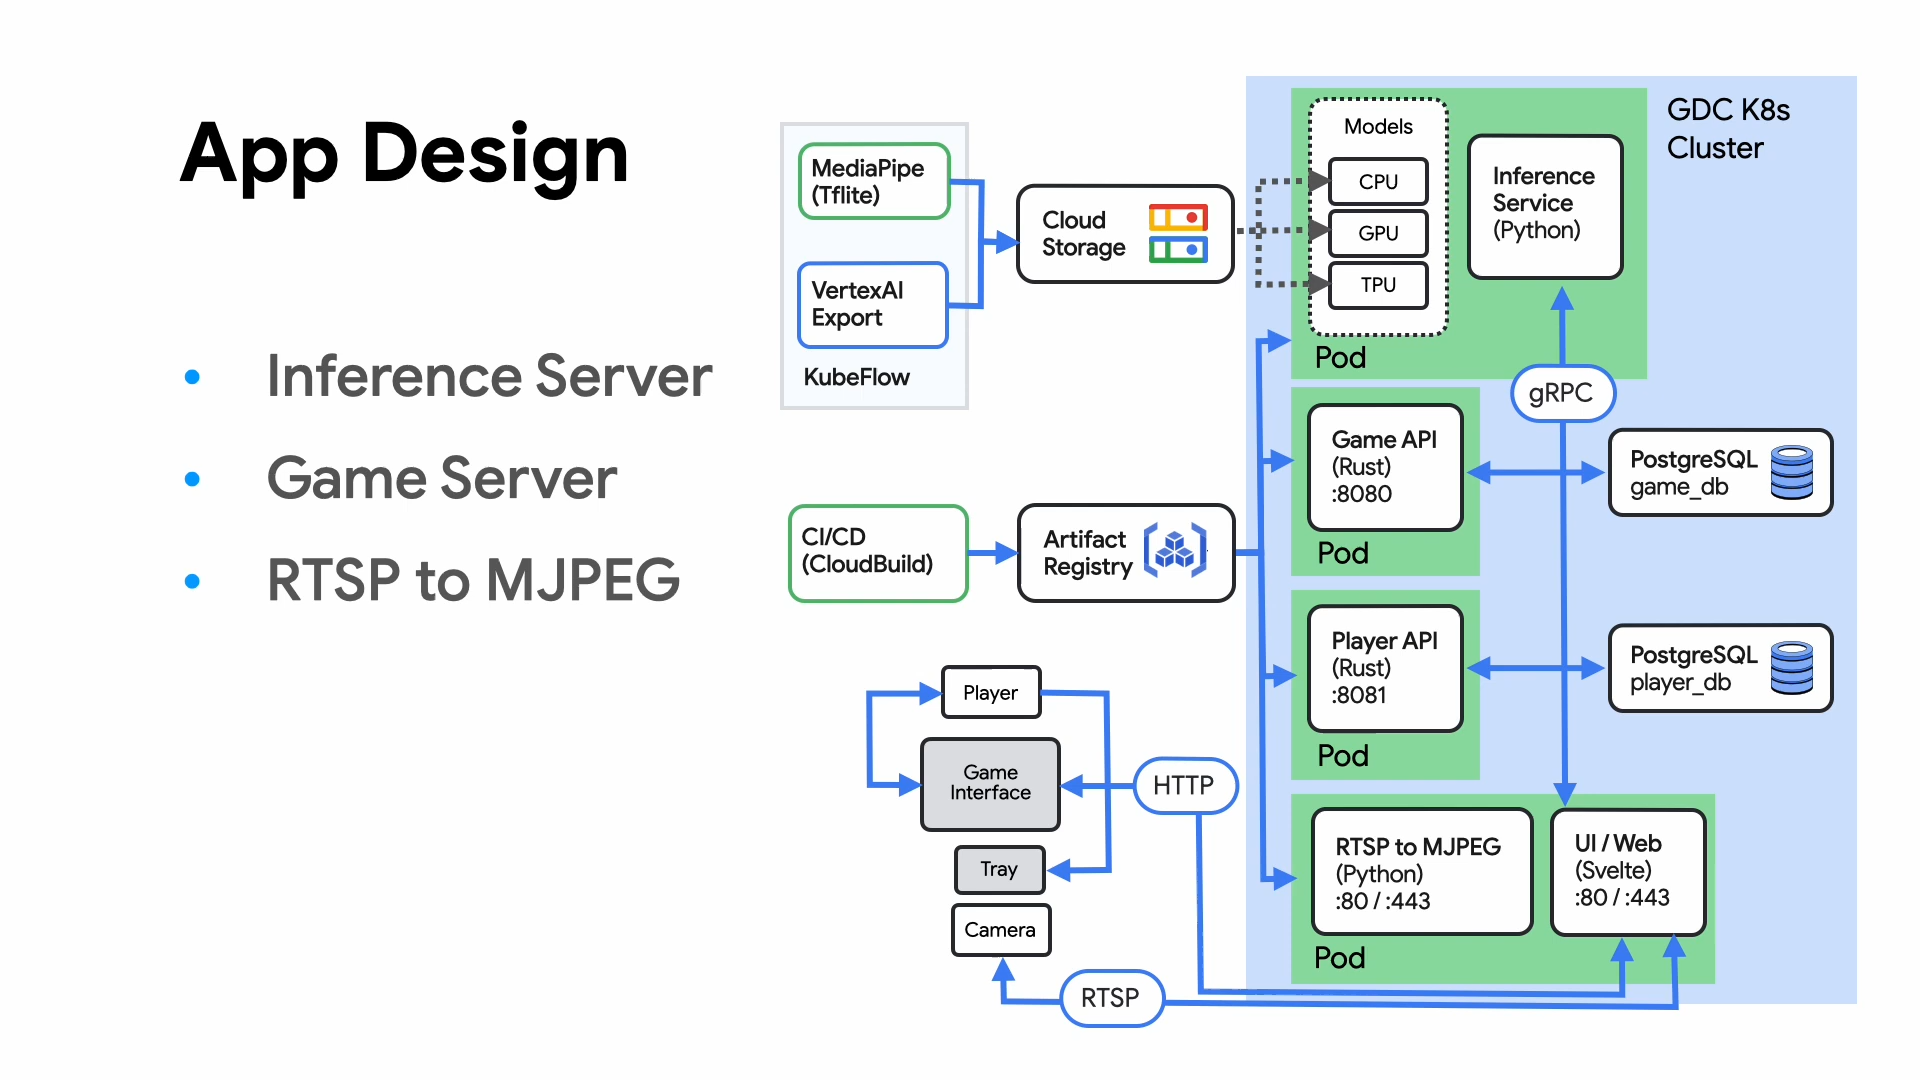 App Design
Inference Server
Game Server
RTSP to MJPEG
MediaPipe
(Tflite)
VertexAI
Export
KubeFlow
Cloud
Storage
Models
CPU
GPU
TPU
Inference
Service
(Python)
Pod
GDC K8s
Cluster
gRPC
Game API
(Rust)
:8080
Pod
PostgreSQL
game_db
CI/CD
(CloudBuild)
Artifact
Registry
Player API
(Rust)
:8081
Pod
PostgreSQL
player_db
Player
Game
Interface
Tray
Camera
HTTP
RTSP
RTSP to MJPEG
(Python)
:80 / :443
UI / Web
(Svelte)
:80 / :443
Pod